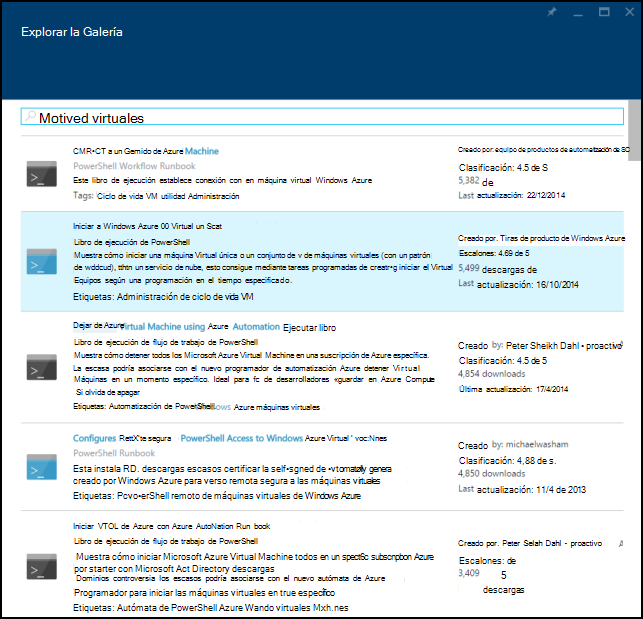 Explorar la Galería
Motived virtuales
CMR•CT a un Gemido de Azure Machine
PowerShell Workflow Runbook
Este libro de ejecución establece conexión con en máquina virtual Windows Azure
Tags: Ciclo de vida VM utilidad Administración
Creado por: equipo de productos de automatización de SC
Clasificación: 4.5 de S
5,382 de
Last actualización: 22/12/2014
Iniciar a Windows Azure 00 Virtual un Scat
Libro de ejecución de PowerShell
Muestra cómo iniciar una máquina Virtual única o un conjunto de v de máquinas virtuales (con un patrón
de wddcud), thtn un servicio de nube, esto consigue mediante tareas programadas de creatr•g iniciar el Virtual
Equipos según una programación en el tiempo especificado.
Etiquetas: Administración de ciclo de vida VM
Creado por. Tiras de producto de Windows Azure
Escalones: 4.69 de 5
5,499 descargas de
Last actualización: 16/10/2014
Dejar de Azure Virtual Machine using Azure Automation Ejecutar libro
Libro de ejecución de flujo de trabajo de PowerShell
Muestra cómo detener todos los Microsoft Azure Virtual Machine en una suscripción de Azure específica.
La escasa podría asociarse con el nuevo programador de automatización Azure detener Virtual
Máquinas en un momento específico. Ideal para fc de desarrolladores «guardar en Azure Compute
Si olvida de apagar
Etiquetas: Automatización de PowerShell Azure máquinas virtuales
Creado by: Peter Sheikh Dahl • proactivo
Clasificación: 4.5 de 5
4,854 downloads
Última actualización: 17/4/2014
Configures RettX'te segura PowerShell Access to Windows Azure Virtual ' voc:Nnes
PowerShell Runbook
Esta instala RD. descargas escasos certificar la self•sgned de genera
creado por Windows Azure para verso remota segura a las máquinas virtuales
Etiquetas: Pcvo•erShell remoto de máquinas virtuales de Windows Azure
Creado by: michaelwasham
Clasificación: 4,88 de s.
4,850 downloads
Last actualización: 11/4 de 2013
Iniciar VTOL de Azure con Azure AutoNation Run book
Libro de ejecución de flujo de trabajo de PowerShell
Muestra cómo iniciar Microsoft Azure Virtual Machine todos en un spectSc subscnpbon Azure
por starter con Microsoft Act Directory descargas
Dominios controversia los escasos podría asociarse con el nuevo autómata de Azure
Programador para iniciar las máquinas virtuales en true específico
Etiquetas: Autómata de PowerShell Azure Wando virtuales Mxh.nes
Creado por. Peter Selah Dahl - proactivo
Escalones: de
3,409 5
descargas